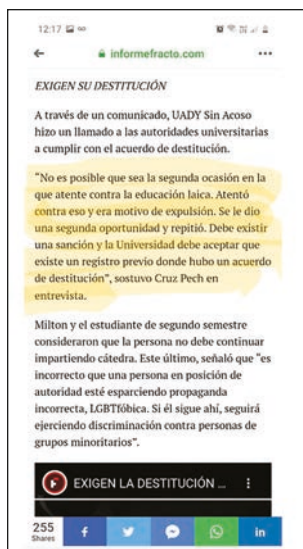 12:17
informefracto.com
EXIGEN SU DESTITUCIÓN
A través de un comunicado, UADY Sin Acoso
hizo un llamado a las autoridades universitarias
a cumplir con el acuerdo de destitución.
“No es posible que sea la segunda ocasión en la
que atente contra la educación laica. Atentó
contra eso y era motivo de expulsión. Se le dio
una segunda oportunidad y repitió. Debe existir
una sanción y la Universidad debe aceptar que
existe un registro previo donde hubo un acuerdo
de destitución”, sostuvo Cruz Pech en
entrevista.
Milton y el estudiante de segundo semestre
consideraron que la persona no debe continuar
impartiendo cátedra. Este último, señaló que “es
incorrecto que una persona en posición de
autoridad esté esparciendo propaganda
incorrecta, LGBTfóbica. Si él sigue ahí, seguirá
ejerciendo discriminación contra personas de
grupos minoritarios”.
EXIGEN LA DESTITUCIÓN ...
255
Shares